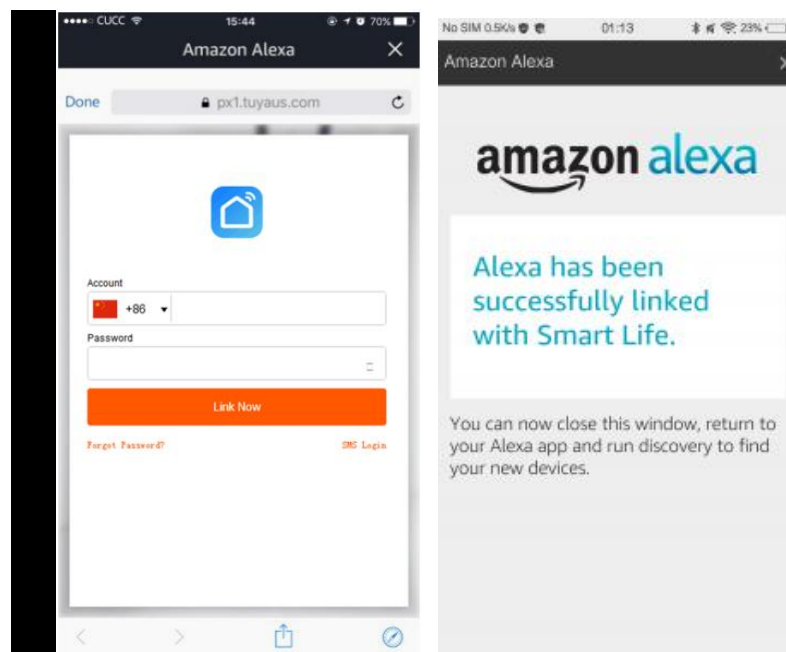 CUCC 15:44 70%
Amazon Alexa
Done px1.tuyaus.com
Account
+86
Password
Link Now
Forget Password? SMS Login
No SIM 0.5K/s 01:13 23%
Amazon Alexa
amazon alexa
Alexa has been
successfully linked
with Smart Life.
You can now close this window, return to
your Alexa app and run discovery to find
your new devices.